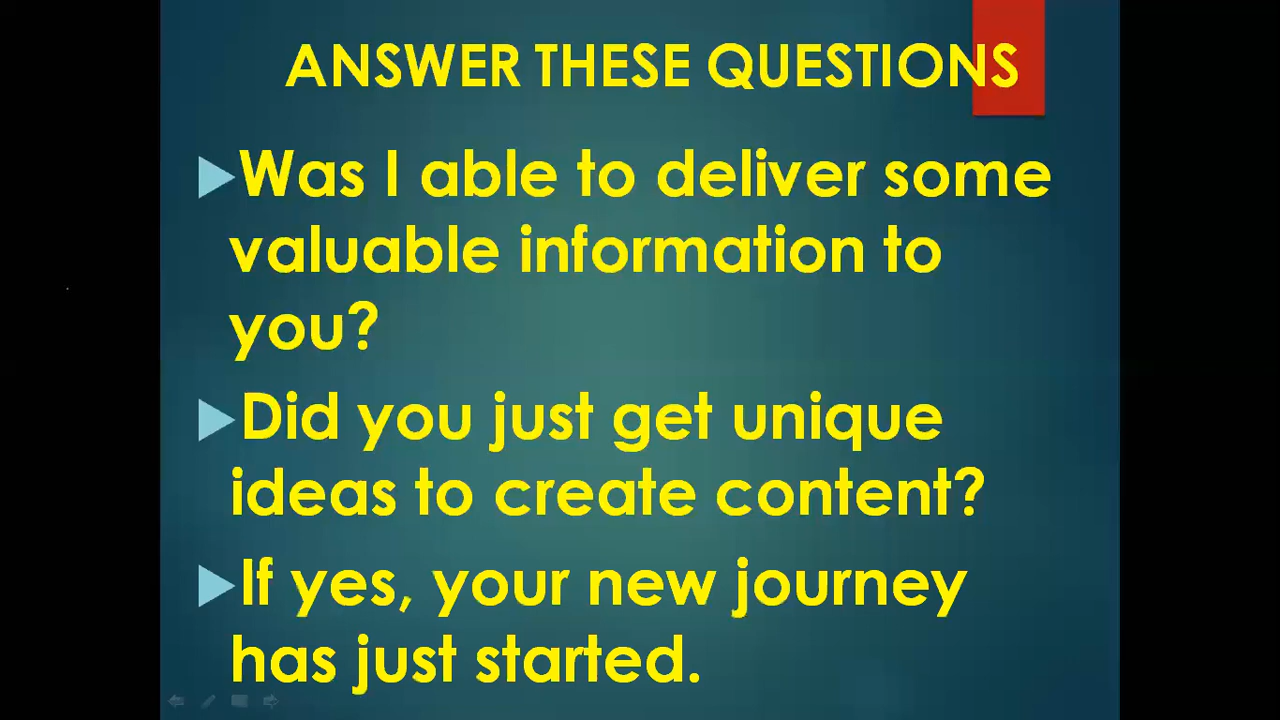 ANSWER THESE QUESTIONS
Was I able to deliver some
valuable information to
you?
Did you just get unique
ideas to create content?
If yes, your new journey
has just started.